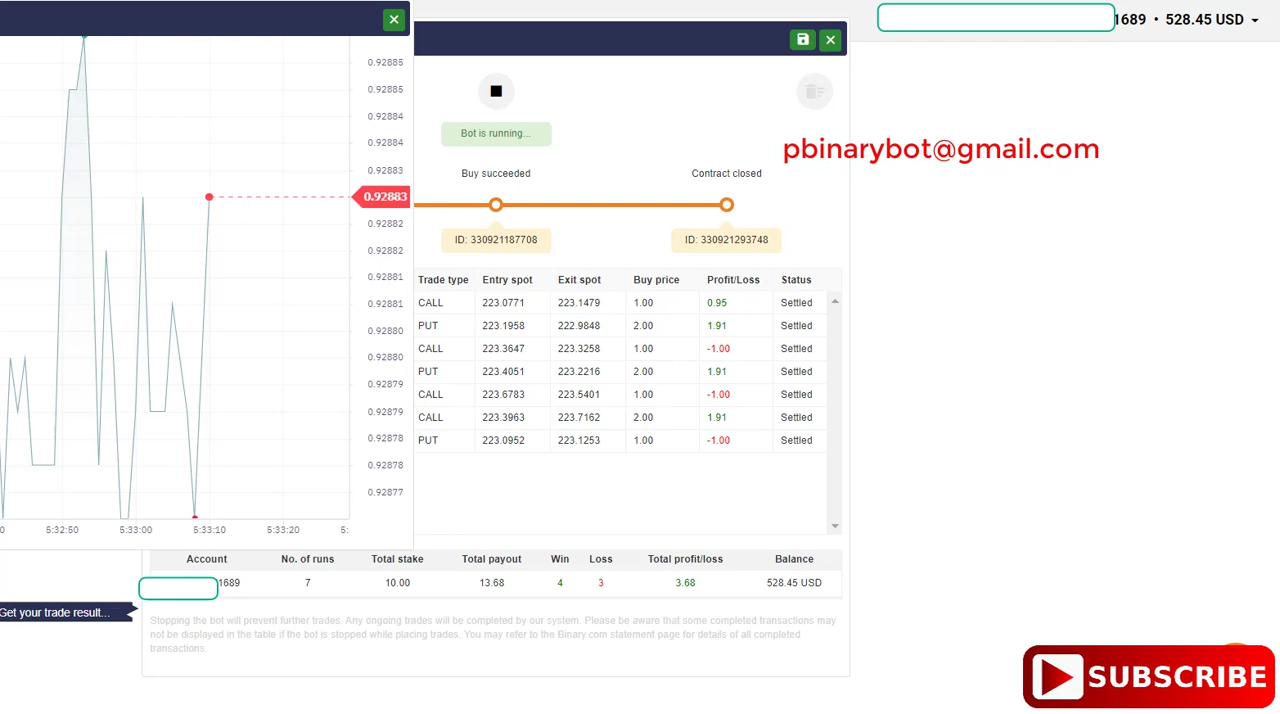 1689 • 528.45 USD
0.92885
0.92885
0.92884
0.92884
0.92883
0.92883
0.92882
0.92882
0.92881
0.92881
0.92880
0.92880
0.92879
0.92879
0.92878
0.92878
0.92877
5:32:50 5:33:00 5:33:10 5:33:20 5:
Bot is running...
pbinarybot@gmail.com
Buy succeeded Contract closed
ID: 330921187708 ID: 330921293748
Trade type Entry spot Exit spot Buy price Profit/Loss Status
CALL 223.0771 223.1479 1.00 0.95 Settled
PUT 223.1958 222.9848 2.00 1.91 Settled
CALL 223.3647 223.3258 1.00 -1.00 Settled
PUT 223.4051 223.2216 2.00 1.91 Settled
CALL 223.6783 223.5401 1.00 -1.00 Settled
CALL 223.3963 223.7162 2.00 1.91 Settled
PUT 223.0952 223.1253 1.00 -1.00 Settled
Account No. of runs Total stake Total payout Win Loss Total profit/loss Balance
1689 7 10.00 13.68 4 3 3.68 528.45 USD
Get your trade result...
Stopping the bot will prevent further trades. Any ongoing trades will be completed by our system. Please be aware that some completed transactions may
not be displayed in the table if the bot is stopped while placing trades. You may refer to the Binary.com statement page for details of all completed
transactions.
SUBSCRIBE